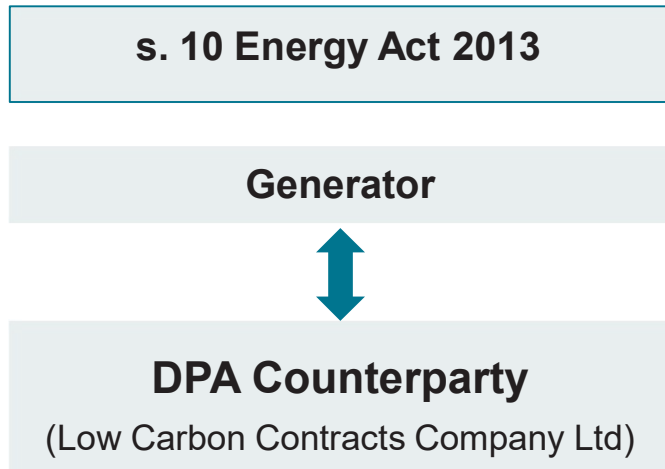 s. 10 Energy Act 2013
Generator
DPA Counterparty
(Low Carbon Contracts Company Ltd)